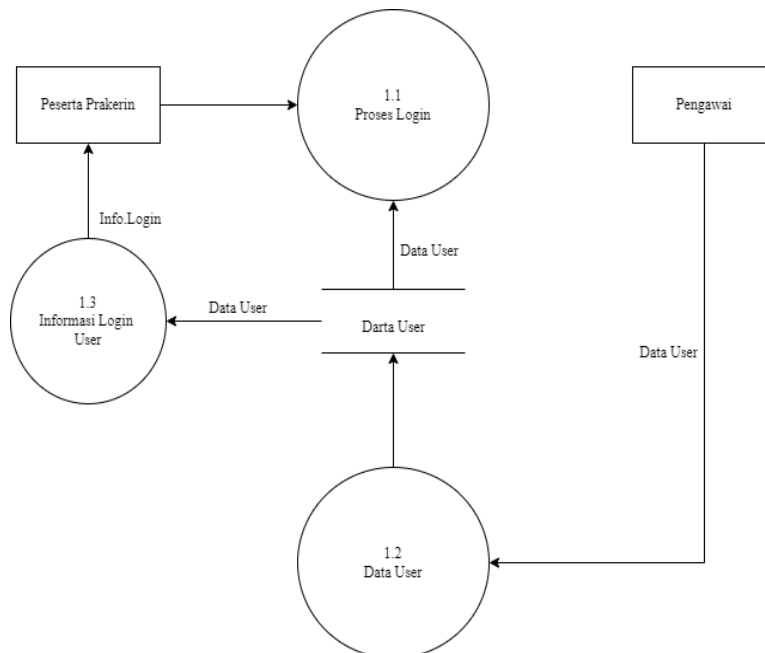 Peserta Prakerin
1.1
Proses Login
Pengawai
Info.Login
Data User
1.3
Informasi Login
User
Data User
Darta User
Data User
1.2
Data User